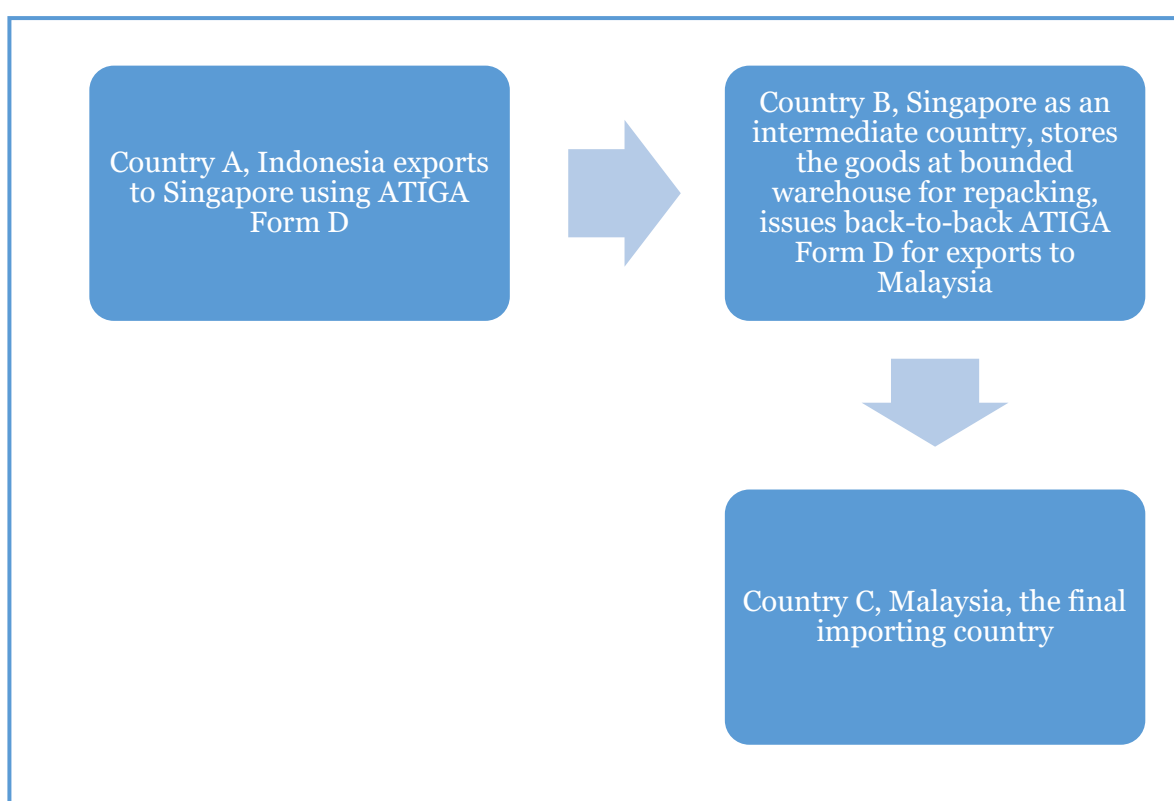 Country A, Indonesia exports
to Singapore using ATIGA
Form D
Country B, Singapore as an
intermediate country, stores
the goods at bounded
warehouse for repacking,
issues back-to-back ATIGA
Form D for exports to
Malaysia
Country C, Malaysia, the final
importing country